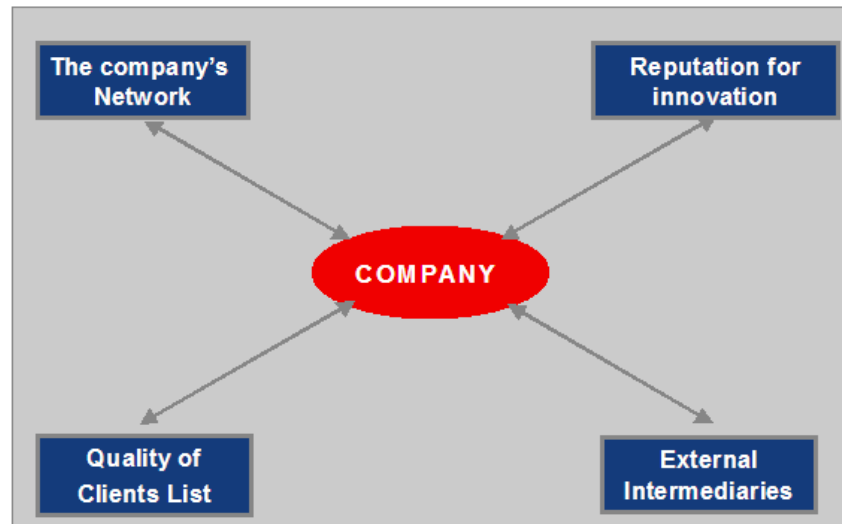 The company's
Network
Reputation for
innovation
COMPANY
Quality of
Clients List
External
Intermediaries